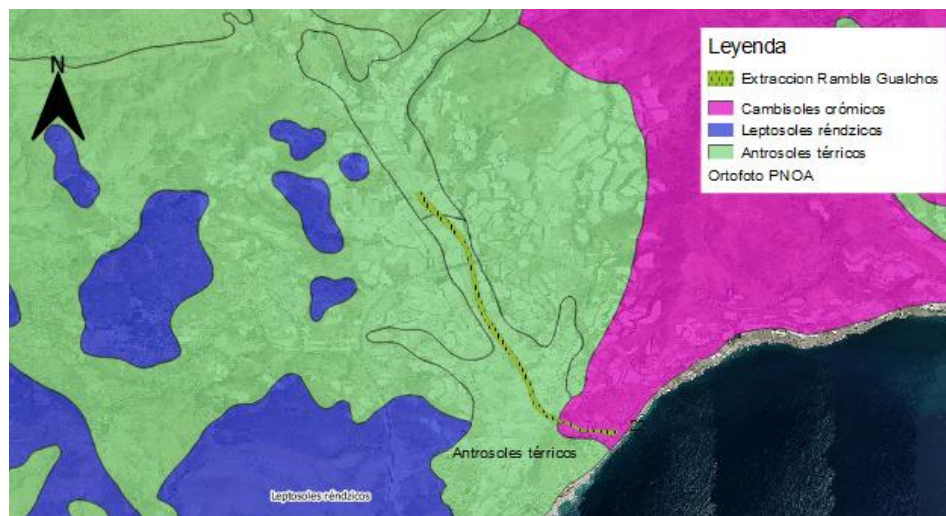 N
Leyenda
Extraccion Rambla Gualchos
Cambisoles crómicos
Leptosoles réndzicos
Antrosoles térricos
Ortofoto PNOA
Antrosoles térricos
Leptosoles réndzicos